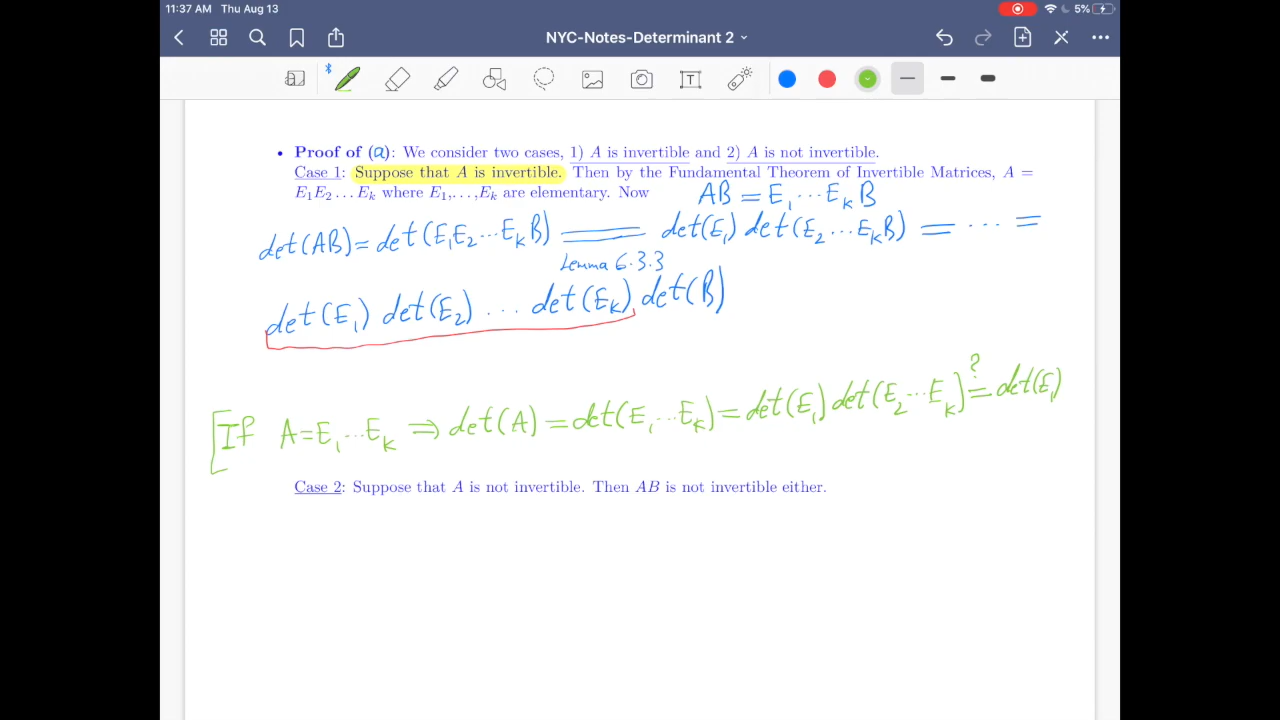 11:37 AM Thu Aug 13
5%
NYC-Notes-Determinant 2
T
• Proof of (a): We consider two cases, 1) A is invertible and 2) A is not invertible.
Case 1: Suppose that A is invertible. Then by the Fundamental Theorem of Invertible Matrices, A =
E₁E₂ . . . Eₖ where E₁, . . . , Eₖ are elementary. Now AB = E₁ ··· Eₖ B
det(AB) = det(E₁E₂ ··· Eₖ B) = det(E₁) det(E₂ ··· EₖB) = ··· =
Lemma 6.3.3
det(E₁) det(E₂) ... det(Eₖ) det(B)
[If A = E₁ ··· Eₖ ⇒ det(A) = det(E₁ ··· Eₖ) = det(E₁) det(E₂ ··· Eₖ) =? det(E₁)
Case 2: Suppose that A is not invertible. Then AB is not invertible either.